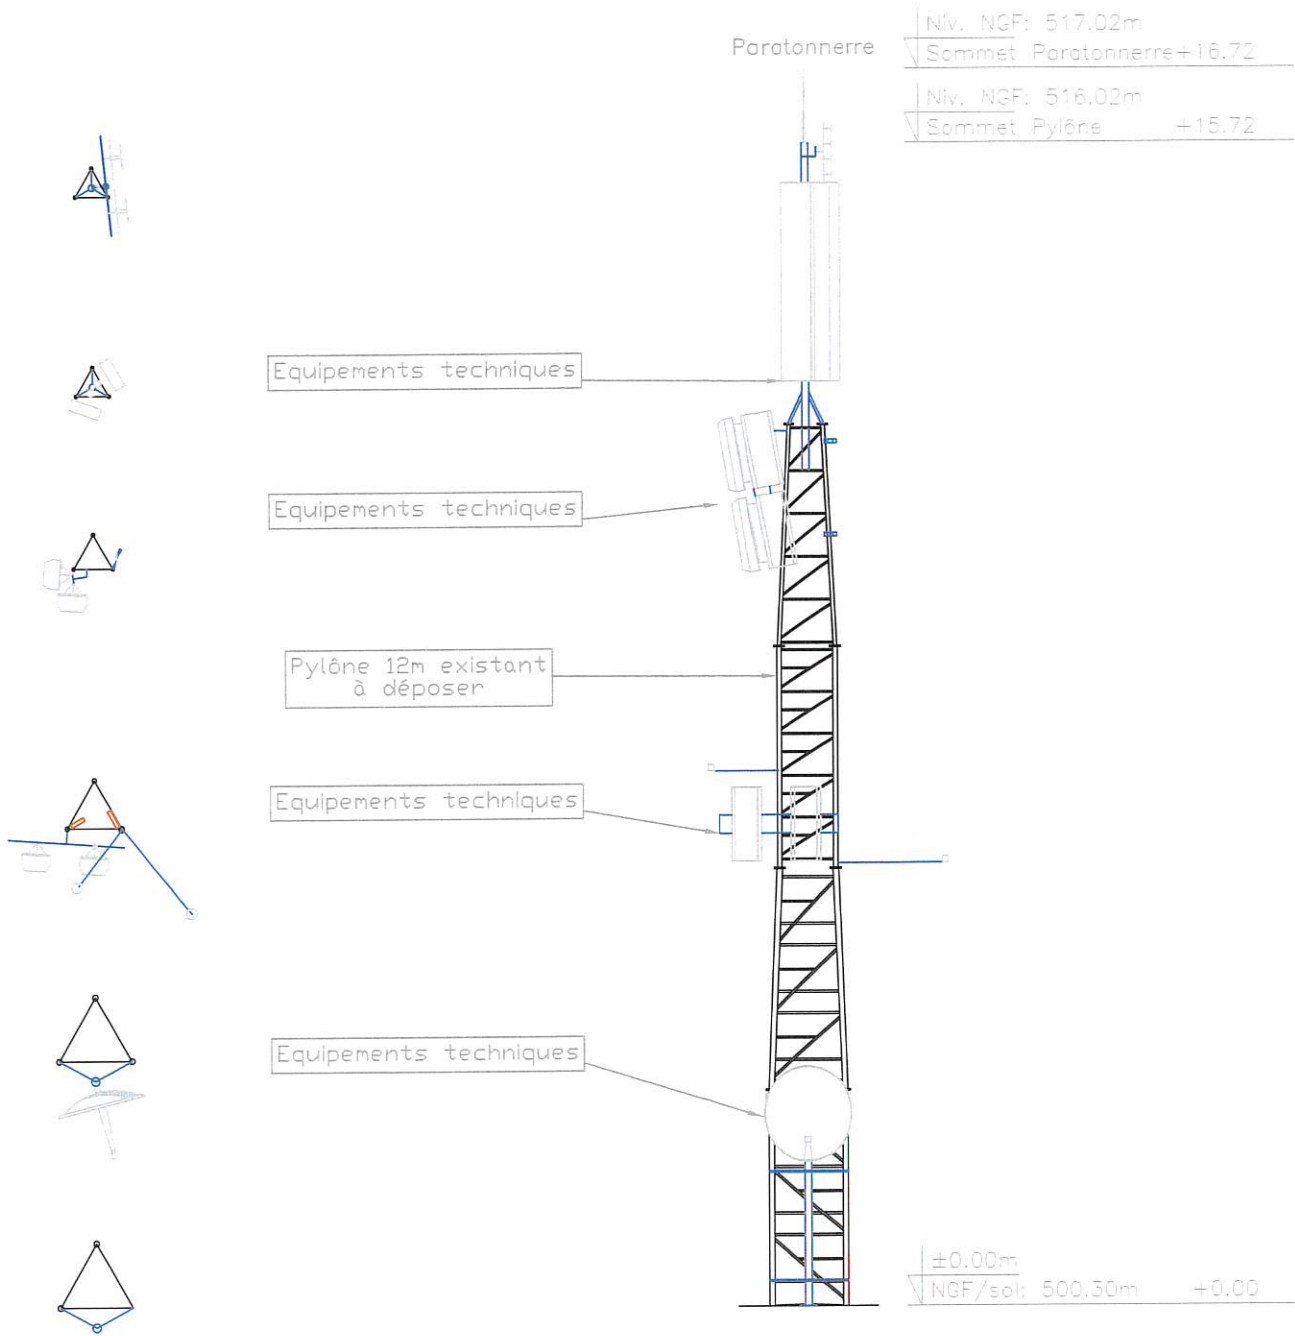 Paratonnerre
Niv. NGF: 517.02m
Sommet Paratonnerre+16.72
Niv. NGF: 516.02m
Sommet Pylône +15.72
Equipements techniques
Equipements techniques
Pylône 12m existant
à déposer
Equipements techniques
Equipements techniques
±0.00m
NGF/sol: 500.30m +0.00